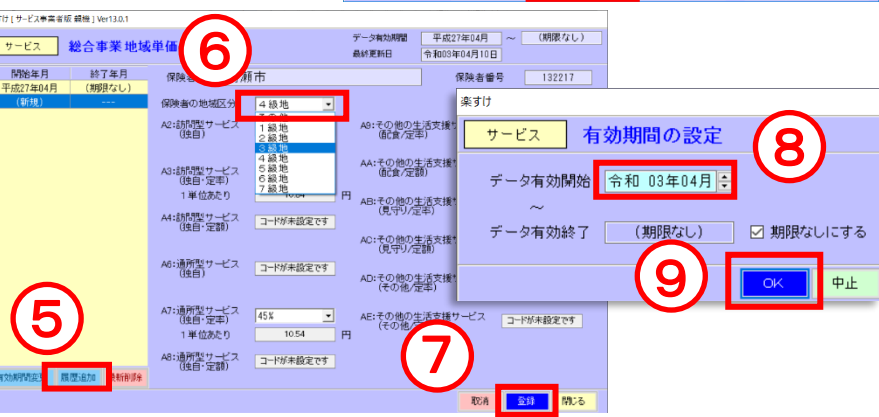 すけ [ サービス事業者版 親機 ] Ver13.0.1
サービス
総合事業 地域単価
データ有効期間 平成27年04月 ～ (期限なし)
最終更新日 令和03年04月10日
⑥
開始年月 終了年月
平成27年04月 (期限なし)
(新規) ---
保険者 瀬市
保険者番号 132217
保険者の地域区分 4級地
1級地
2級地
3級地
4級地
5級地
6級地
7級地
A2:訪問型サービス
(独自)
A3:訪問型サービス
(独自・定率)
1単位あたり 10.84 円
A4:訪問型サービス
(独自・定額)
コードが未設定です
A6:通所型サービス
(独自)
コードが未設定です
A7:通所型サービス
(独自・定率)
45%
1単位あたり 10.54 円
A8:通所型サービス
(独自・定額)
コードが未設定です
A9:その他の生活支援サ
(配食/定率)
AA:その他の生活支援サ
(配食/定額)
AB:その他の生活支援サ
(見守り/定率)
AC:その他の生活支援サ
(見守り/定額)
AD:その他の生活支援サ
(その他/定率)
AE:その他の生活支援サービス
(その他/定
コードが未設定です
⑤
履歴追加
最新削除
⑦
取消 登録 閉じる
楽すけ
サービス
有効期間の設定
⑧
データ有効開始 令和 03年04月
～
データ有効終了 (期限なし) 期限なしにする
⑨
OK 中止